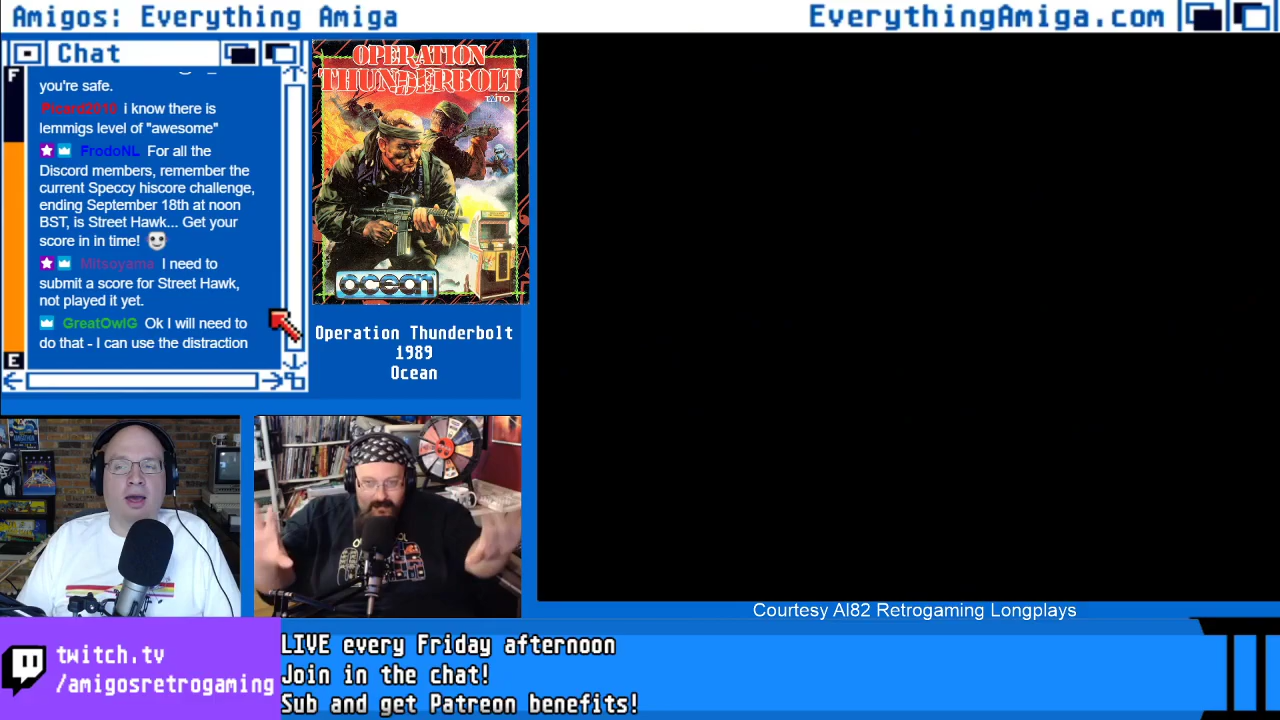 Amigos: Everything Amiga
EverythingAmiga.com
Chat
F
E
you're safe.
Picard2010 i know there is
lemmigs level of "awesome"
FrodoNL For all the
Discord members, remember the
current Speccy hiscore challenge,
ending September 18th at noon
BST, is Street Hawk... Get your
score in in time!
Mitsoyama I need to
submit a score for Street Hawk,
not played it yet.
GreatOwlG Ok I will need to
do that - I can use the distraction
OPERATION
THUNDERBOLT
TAITO
ocean
Operation Thunderbolt
1989
Ocean
Courtesy Al82 Retrogaming Longplays
twitch.tv
/amigosretrogaming
LIVE every Friday afternoon
Join in the chat!
Sub and get Patreon benefits!